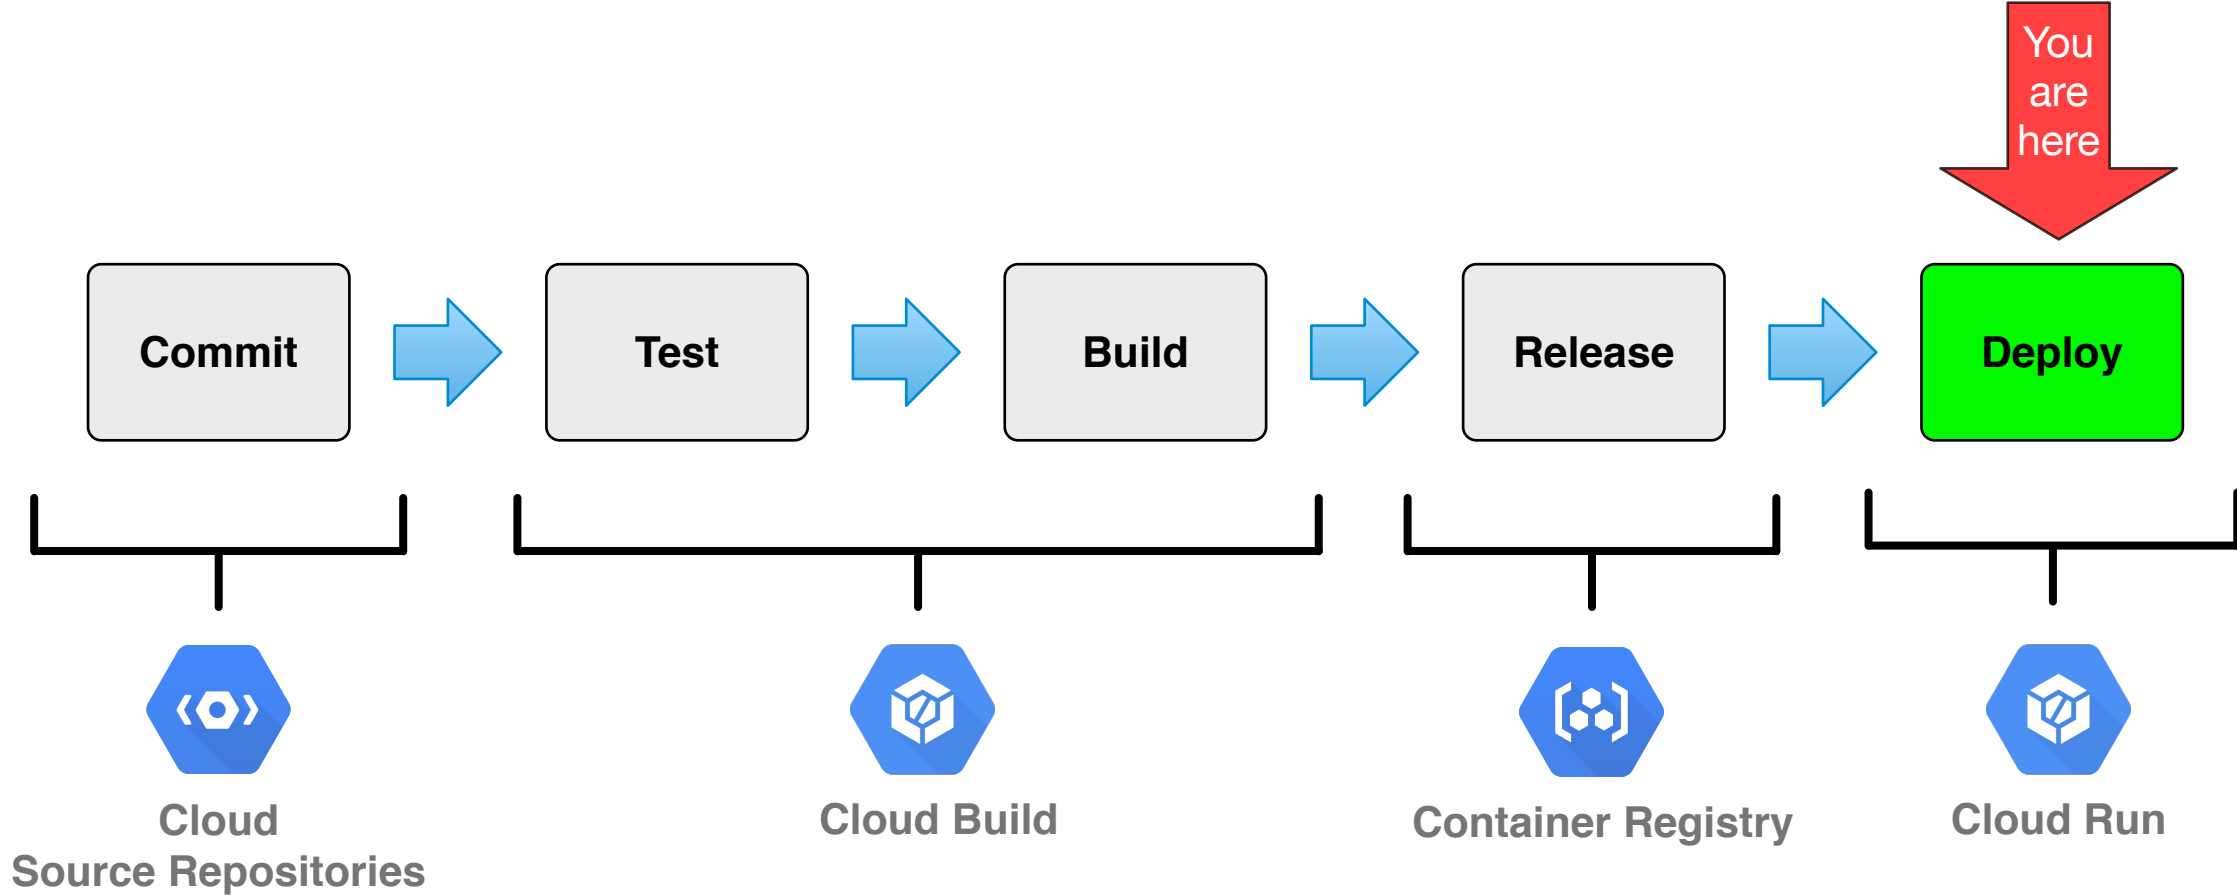 You
are
here
Commit
Test
Build
Release
Deploy
Cloud
Source Repositories
Cloud Build
Container Registry
Cloud Run